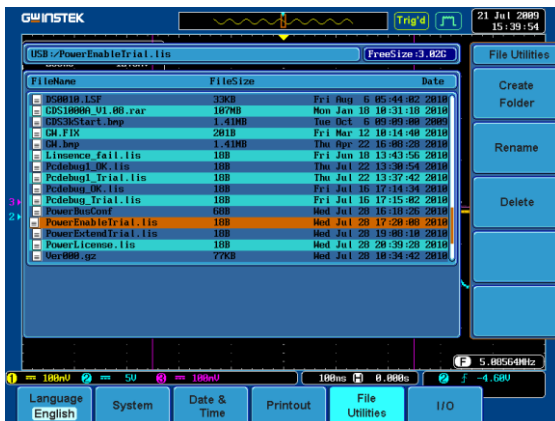 GWINSTEK
Trig'd
21 Jul 2009
15:39:54
USB:/PowerEnableTrial.lis
FreeSize:3.02G
File Utilities
FileName FileSize Date
DS0010.LSF 33KB Fri Aug 6 05:44:02 2010
GDS1000A_V1.08.rar 107MB Mon Jan 18 10:31:18 2010
GDS3kStart.bmp 1.41MB Tue Oct 6 09:09:00 2009
GW.FIX 201B Fri Mar 12 10:14:40 2010
GW.bmp 1.41MB Thu Apr 22 16:08:28 2010
Linsence_fail.lis 18B Fri Jun 18 13:43:56 2010
Pcdebug1_OK.lis 18B Thu Jul 22 13:30:54 2010
Pcdebug1_Trial.lis 18B Thu Jul 22 13:37:42 2010
Pcdebug_OK.lis 18B Fri Jul 16 17:14:34 2010
Pcdebug_Trial.lis 18B Fri Jul 16 17:15:02 2010
PowerBusConf 68B Wed Jul 28 16:18:26 2010
PowerEnableTrial.lis 18B Wed Jul 28 17:20:08 2010
PowerExtendTrial.lis 18B Wed Jul 28 19:08:10 2010
PowerLicense.lis 18B Wed Jul 28 20:39:28 2010
Ver000.gz 77KB Wed Jul 28 10:34:42 2010
Create
Folder
Rename
Delete
3
2
F 5.08564MHz
1 100mV 2 5V 3 100mV 100ns H 0.000s 2 -4.60V
Language
English
System
Date &
Time
Printout
File
Utilities
I/O